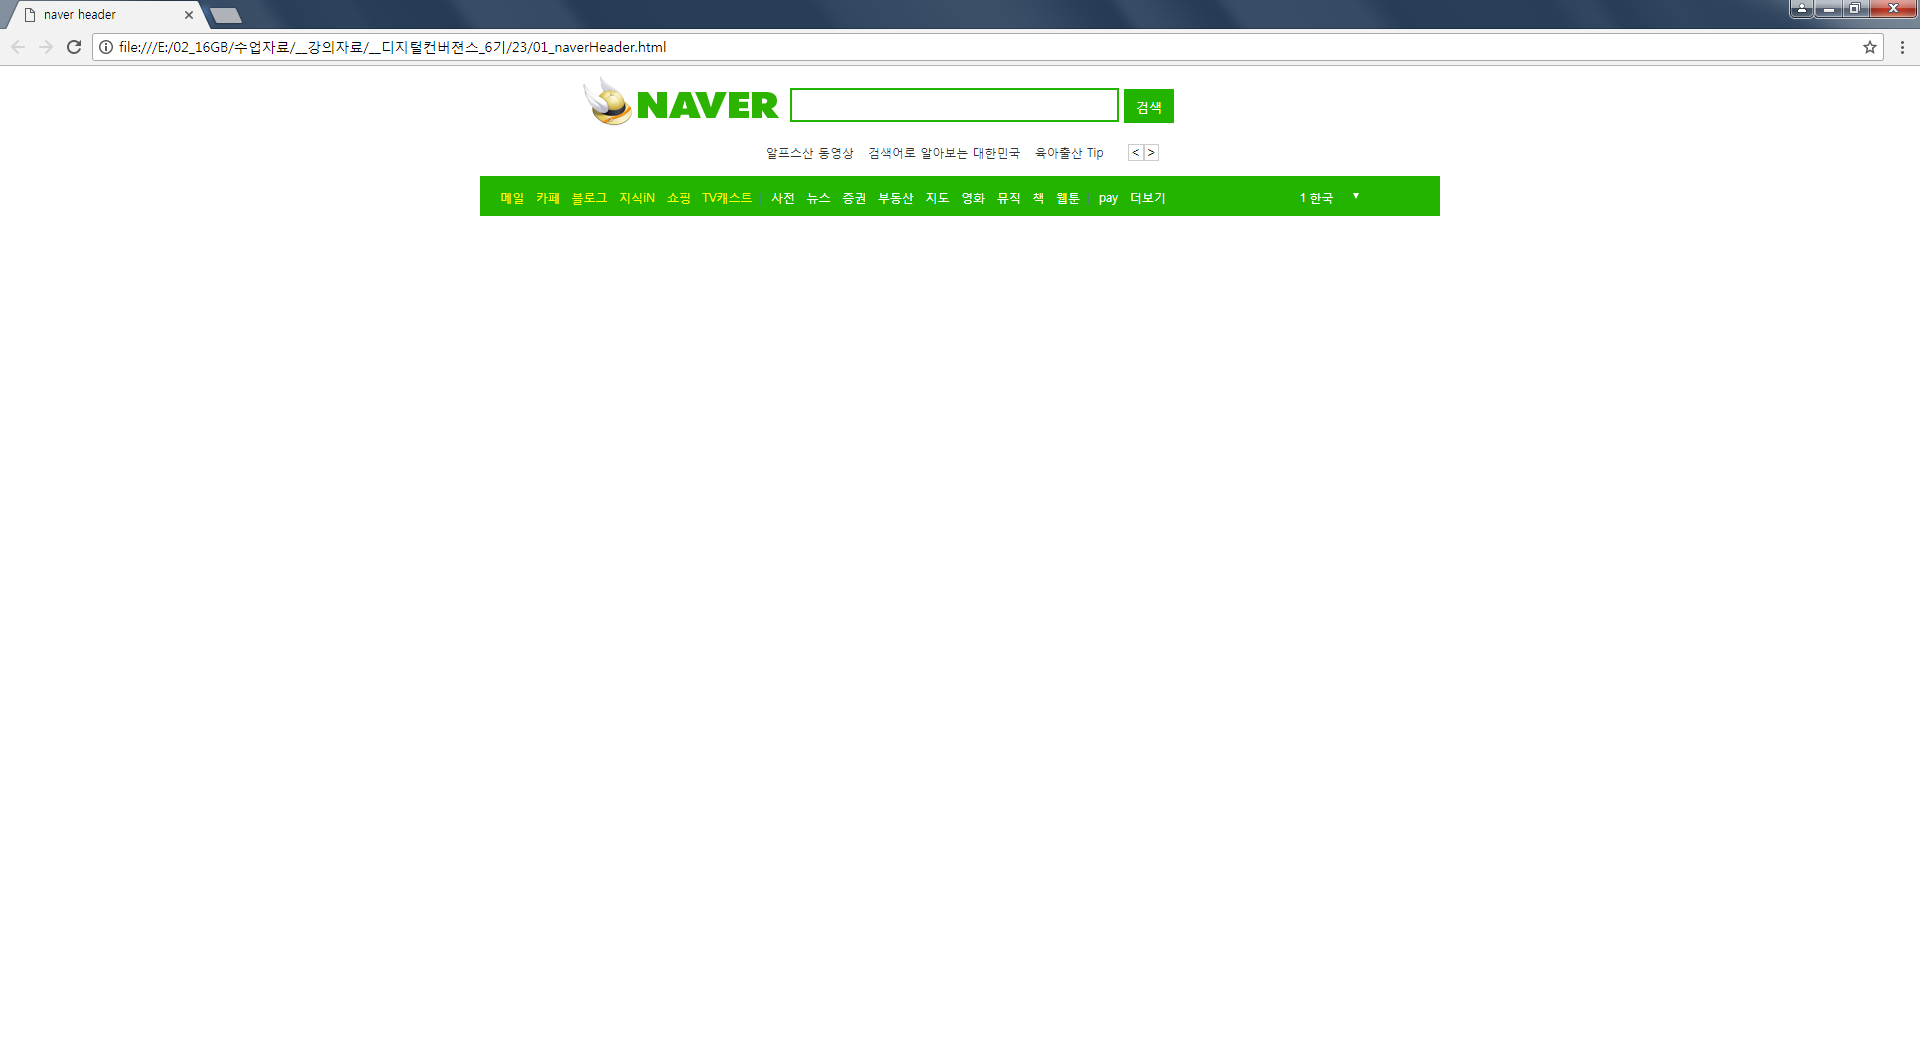 naver header
file:///E:/02_16GB/수업자료/__강의자료/__디지털컨버젼스_6기/23/01_naverHeader.html
NAVER 검색
알프스산 동영상 검색어로 알아보는 대한민국 육아출산 Tip < >
메일 카페 블로그 지식iN 쇼핑 TV캐스트 | 사전 뉴스 증권 부동산 지도 영화 뮤직 책 웹툰 | pay 더보기 1 한국 ▼